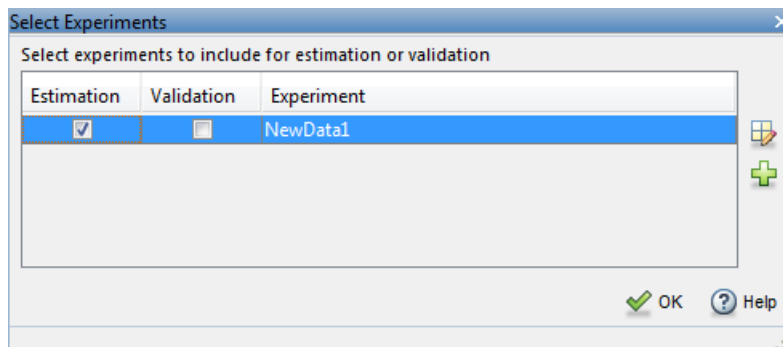 Select Experiments
Select experiments to include for estimation or validation
Estimation Validation Experiment
NewData1
OK Help